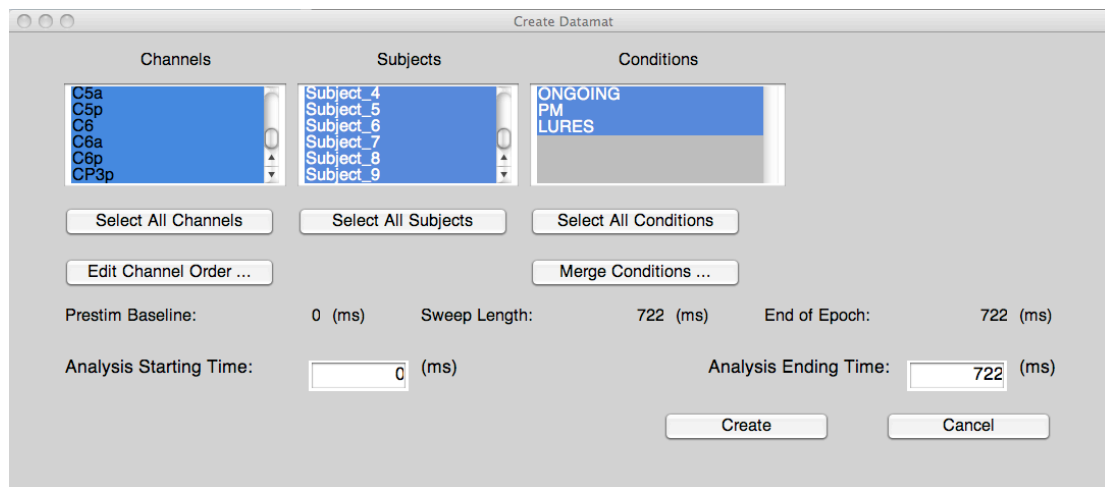 Create Datamat
Channels Subjects Conditions
C5a Subject_4 ONGOING
C5p Subject_5 PM
C6 Subject_6 LURES
C6a Subject_7
C6p Subject_8
CP3p Subject_9
Select All Channels Select All Subjects Select All Conditions
Edit Channel Order ... Merge Conditions ...
Prestim Baseline: 0 (ms) Sweep Length: 722 (ms) End of Epoch: 722 (ms)
Analysis Starting Time: 0 (ms) Analysis Ending Time: 722 (ms)
Create Cancel